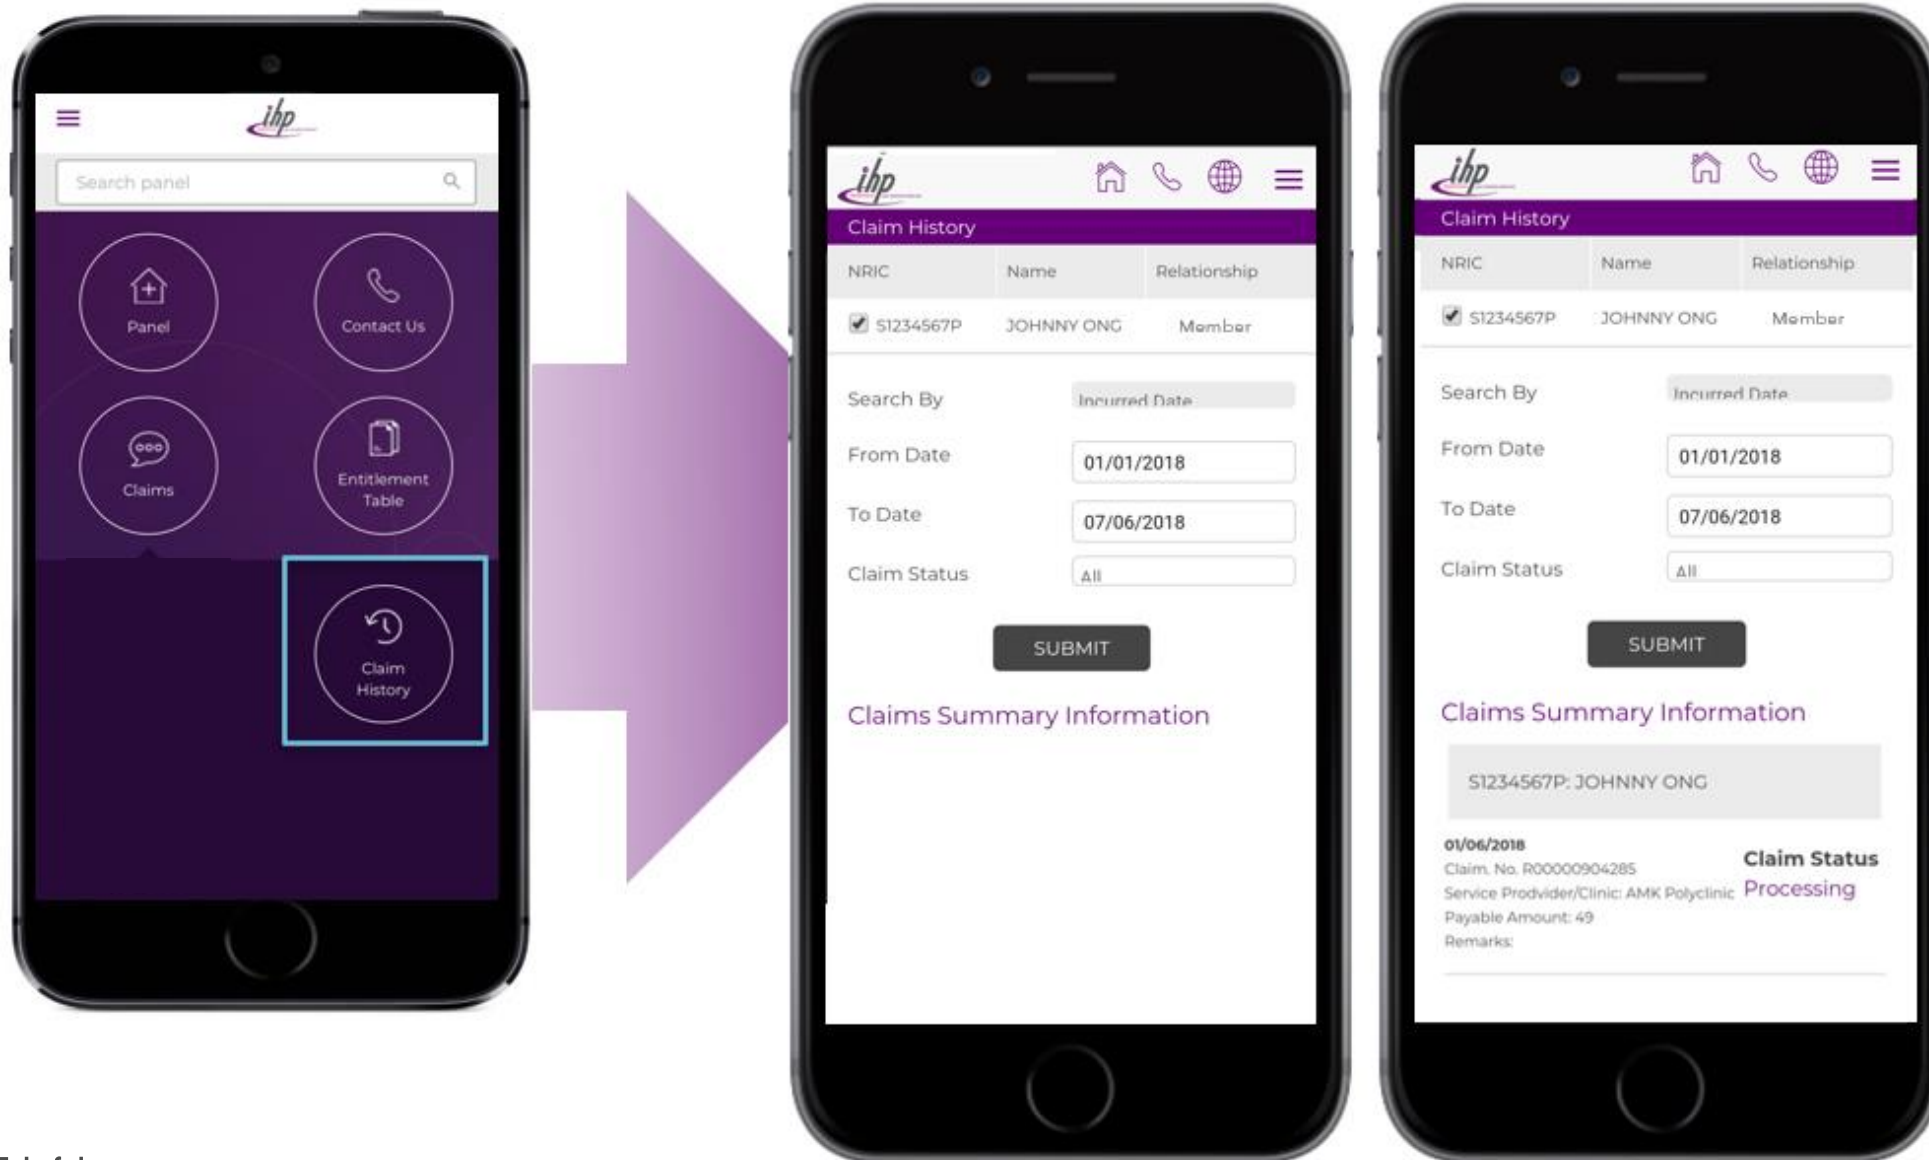 ihp
Search panel
Panel
Contact Us
Claims
Entitlement
Table
Claim
History
ihp
Claim History
NRIC Name Relationship
S1234567P JOHNNY ONG Member
Search By Incurred Date
From Date 01/01/2018
To Date 07/06/2018
Claim Status All
SUBMIT
Claims Summary Information
ihp
Claim History
NRIC Name Relationship
S1234567P JOHNNY ONG Member
Search By Incurred Date
From Date 01/01/2018
To Date 07/06/2018
Claim Status All
SUBMIT
Claims Summary Information
S1234567P: JOHNNY ONG
01/06/2018
Claim. No. R00000904285
Service Prodvider/Clinic: AMK Polyclinic
Payable Amount: 49
Remarks:
Claim Status
Processing